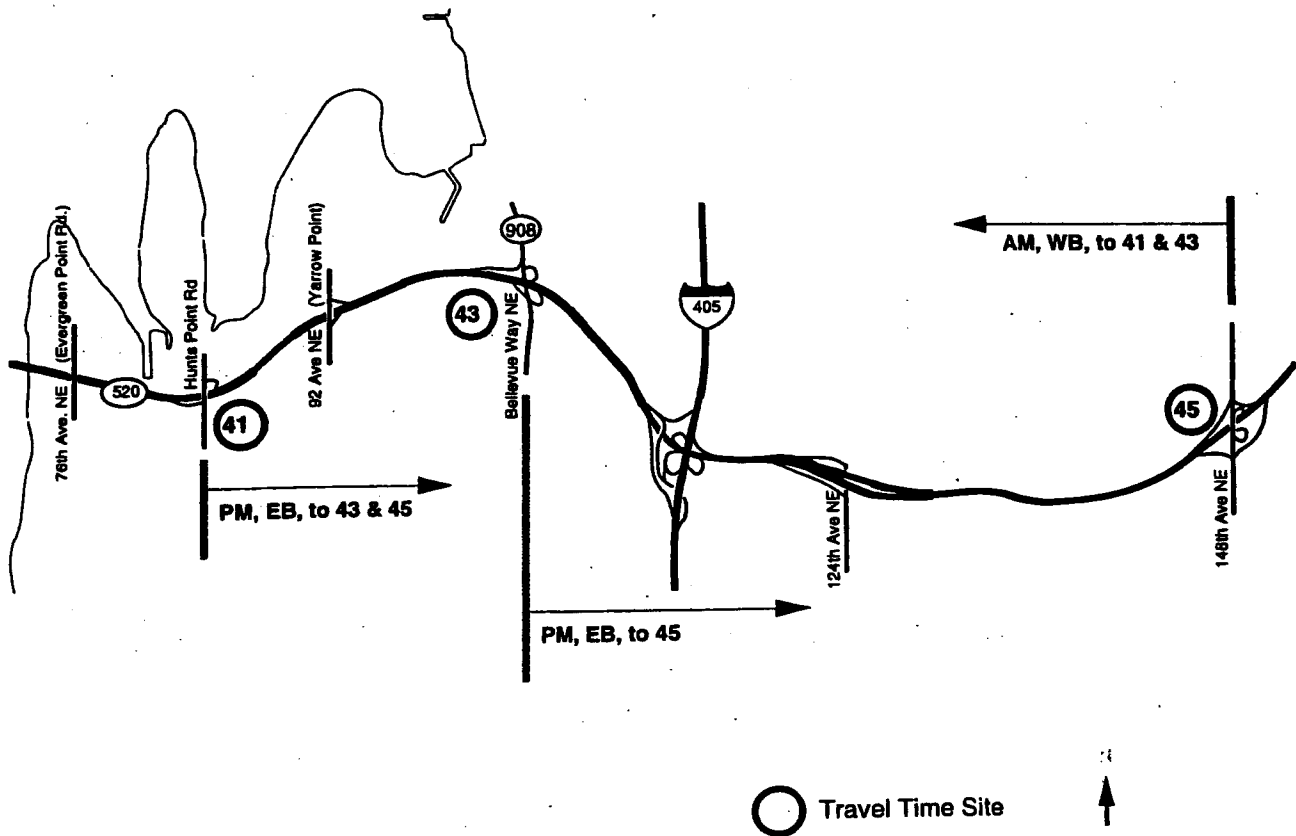 908
AM, WB, to 41 & 43
405
76th Ave. NE (Evergreen Point Rd.)
Hunts Point Rd
92 Ave NE (Yarrow Point)
43
Bellevue Way NE
520
41
45
PM, EB, to 43 & 45
124th Ave NE
148th Ave NE
PM, EB, to 45
Travel Time Site